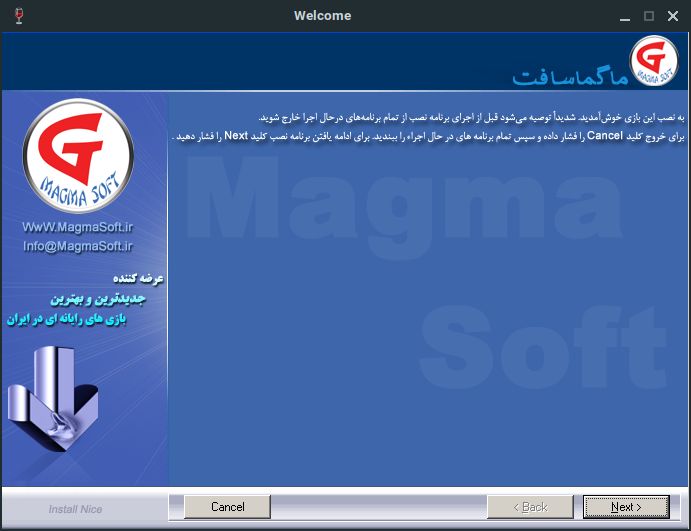 Welcome
ماگماسافت
MAGMA SOFT
MAGMA SOFT
WwW.MagmaSoft.ir
Info@MagmaSoft.ir
عرضه کننده
جدیدترین و بهترین
بازی های رایانه ای در ایران
به نصب این بازی خوش‌آمدید. شدیداً توصیه می‌شود قبل از اجرای برنامه نصب از تمام برنامه‌های درحال اجرا خارج شوید.
برای خروج کلید Cancel را فشار داده و سپس تمام برنامه های در حال اجراء را ببندید. برای ادامه یافتن برنامه نصب کلید Next را فشار دهید .
Magma
Soft
Install Nice
Cancel
< Back
Next >